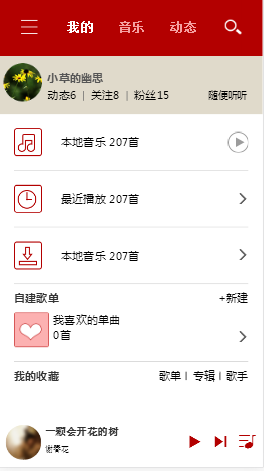 我的 音乐 动态
小草的幽思
动态6 | 关注8 | 粉丝15 随便听听
本地音乐 207首
最近播放 207首
本地音乐 207首
自建歌单 +新建
我喜欢的单曲
0首
我的收藏 歌单 | 专辑 | 歌手
一颗会开花的树
谢春花